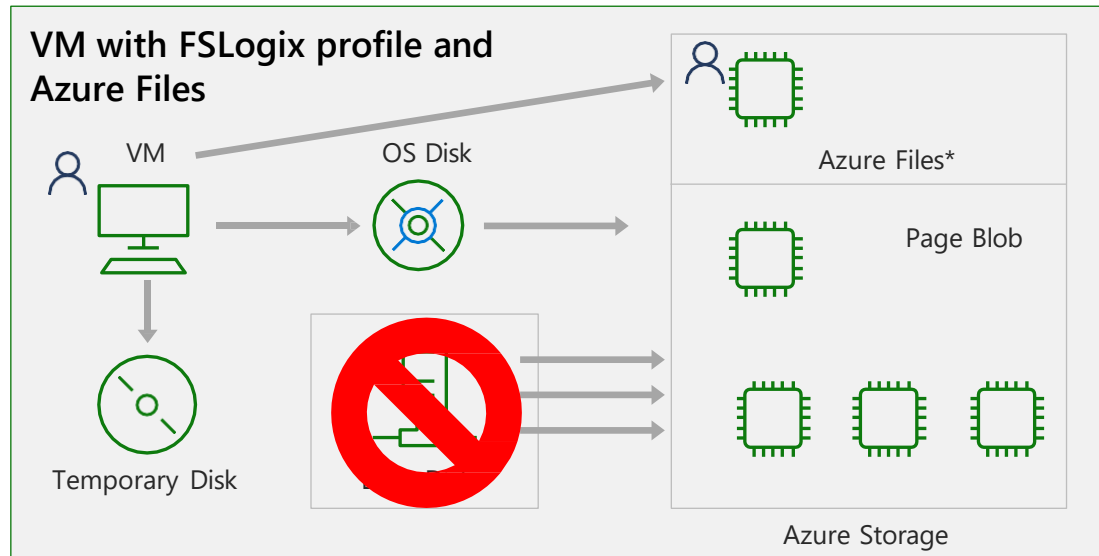 VM with FSLogix profile and
Azure Files
VM
OS Disk
Azure Files*
Page Blob
Temporary Disk
Azure Storage